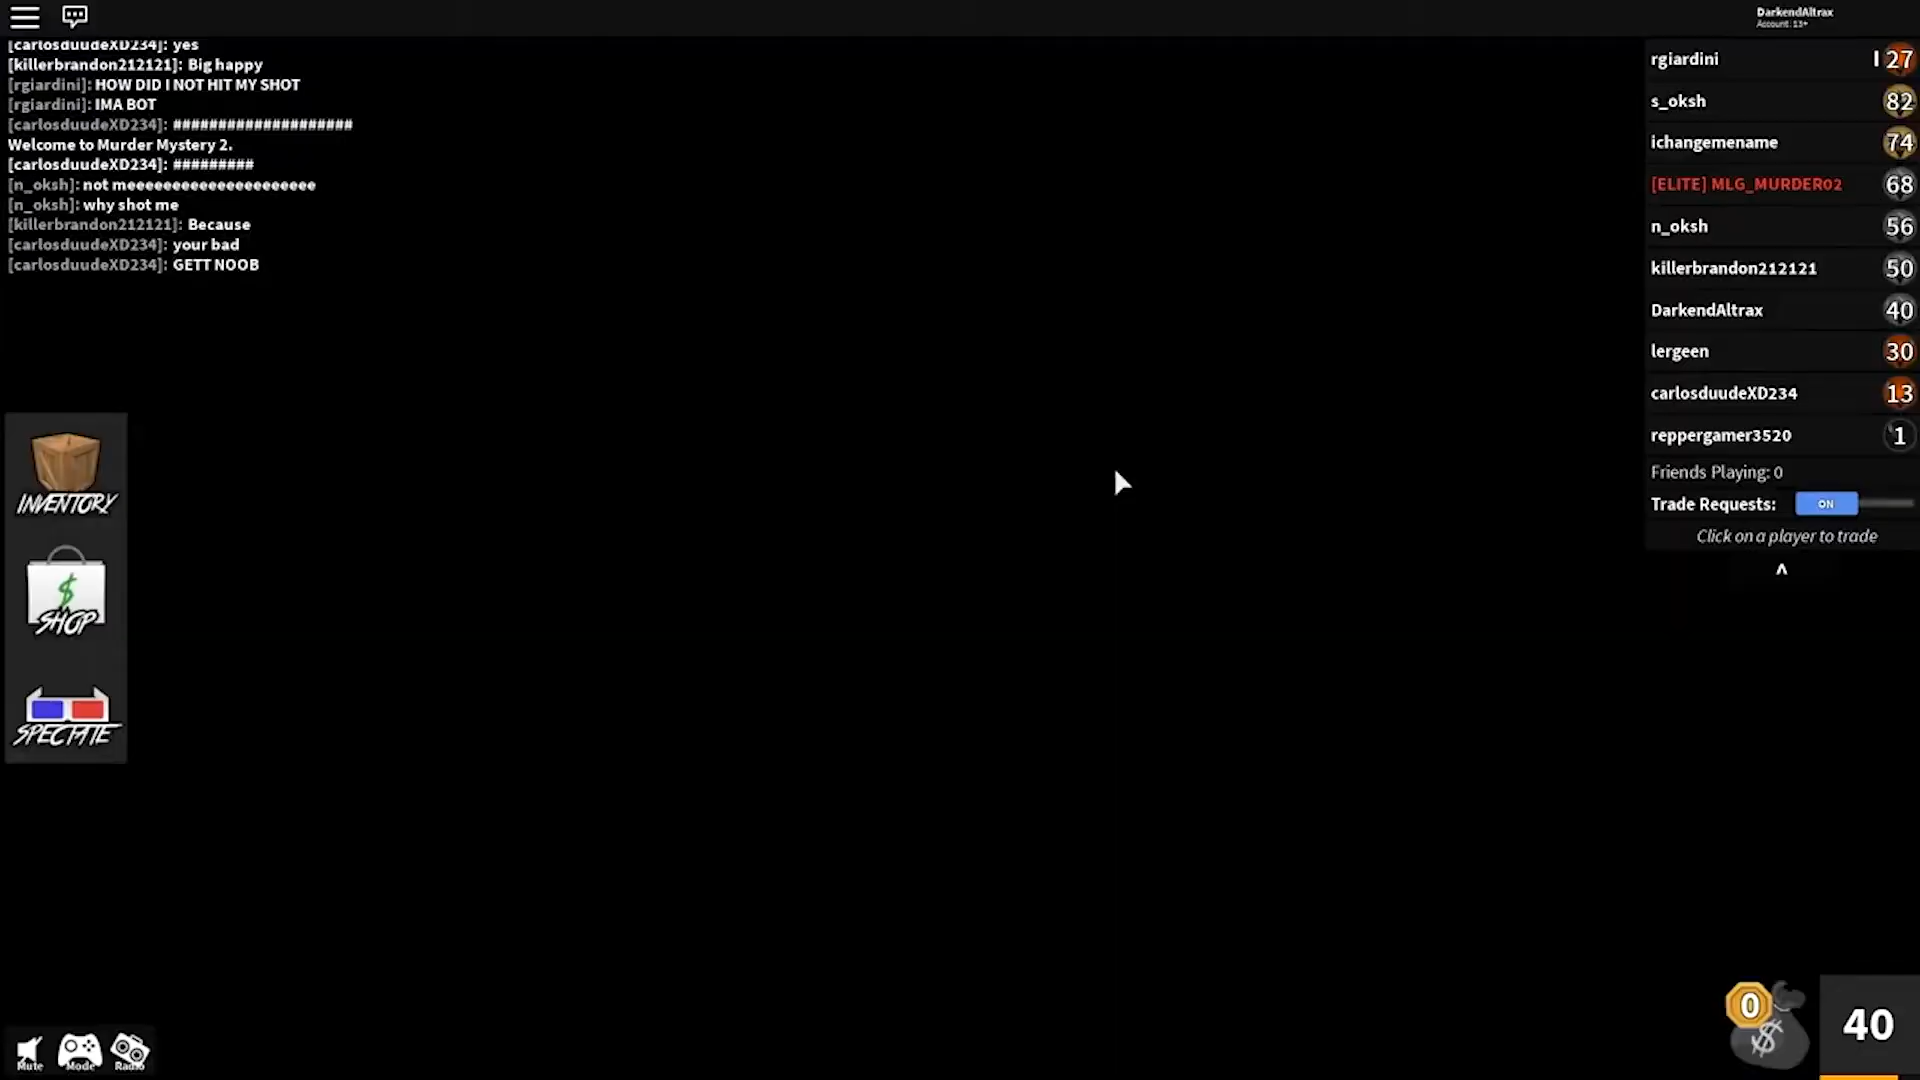 DarkendAltrax
Account: 13+
[carlosduudeXD234]: yes
[killerbrandon212121]: Big happy
[rgiardini]: HOW DID I NOT HIT MY SHOT
[rgiardini]: IMA BOT
[carlosduudeXD234]: ####################
Welcome to Murder Mystery 2.
[carlosduudeXD234]: #########
[n_oksh]: not meeeeeeeeeeeeeeeeeeeee
[n_oksh]: why shot me
[killerbrandon212121]: Because
[carlosduudeXD234]: your bad
[carlosduudeXD234]: GETT NOOB
rgiardini I 27
s_oksh 82
ichangemename 74
[ELITE] MLG_MURDER02 68
n_oksh 56
killerbrandon212121 50
DarkendAltrax 40
lergeen 30
carlosduudeXD234 13
reppergamer3520 1
Friends Playing: 0
Trade Requests: ON
Click on a player to trade
INVENTORY
$
SHOP
SPECTATE
Mute Mode Radio
0
$
40